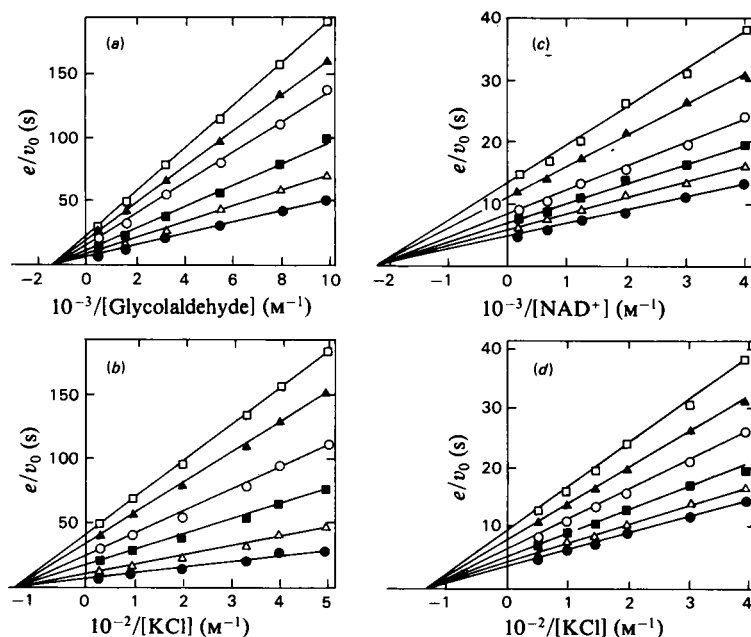 (a)
e/v₀ (s)
150
100
50
−2 0 2 4 6 8 10
10⁻³/[Glycolaldehyde] (M⁻¹)
(c)
e/v₀ (s)
40
30
20
10
−2 −1 0 1 2 3 4
10⁻³/[NAD⁺] (M⁻¹)
(b)
e/v₀ (s)
150
100
50
−1 0 1 2 3 4 5
10⁻²/[KCl] (M⁻¹)
(d)
e/v₀ (s)
40
30
20
10
−2 −1 0 1 2 3 4
10⁻²/[KCl] (M⁻¹)